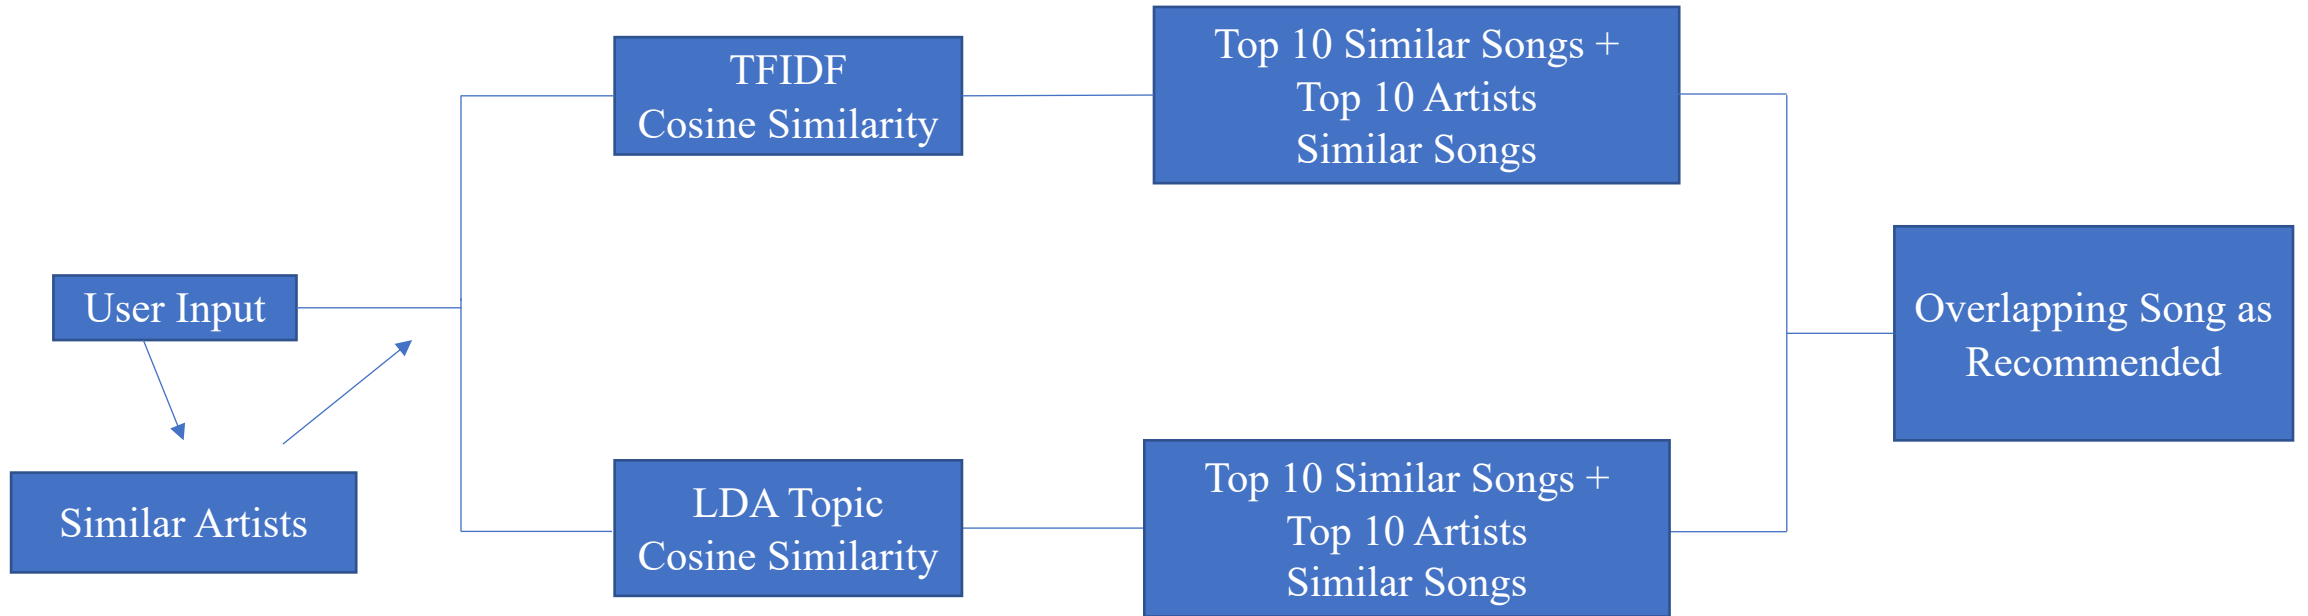 User Input
Similar Artists
TFIDF
Cosine Similarity
Top 10 Similar Songs +
Top 10 Artists
Similar Songs
LDA Topic
Cosine Similarity
Top 10 Similar Songs +
Top 10 Artists
Similar Songs
Overlapping Song as
Recommended